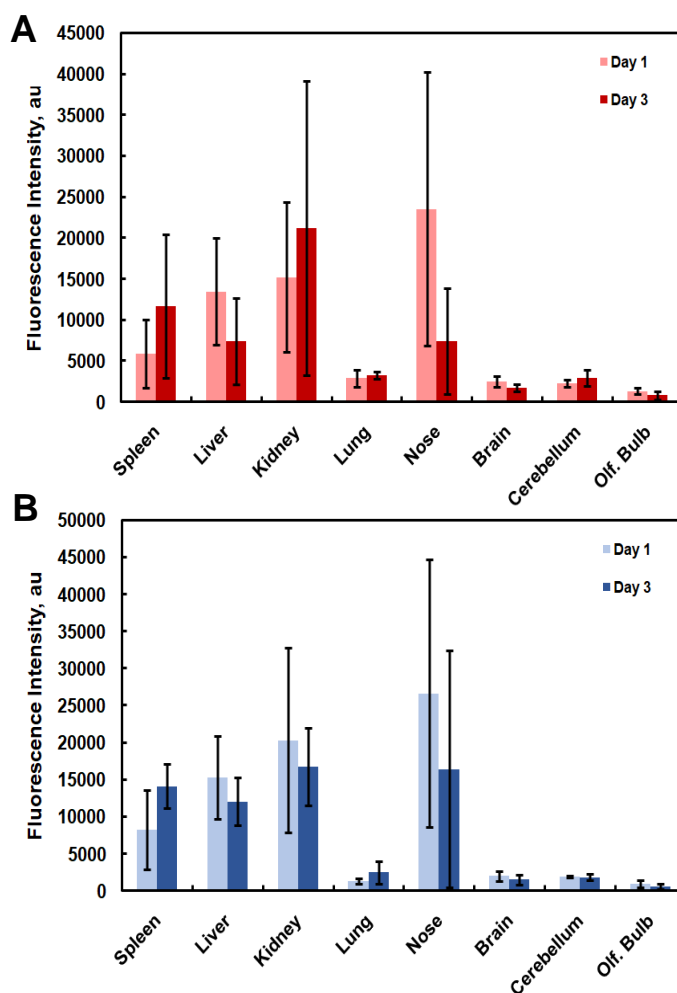 A
Fluorescence Intensity, au
45000
40000
35000
30000
25000
20000
15000
10000
5000
0
Day 1
Day 3
Spleen
Liver
Kidney
Lung
Nose
Brain
Cerebellum
Olf. Bulb
B
Fluorescence Intensity, au
50000
45000
40000
35000
30000
25000
20000
15000
10000
5000
0
Day 1
Day 3
Spleen
Liver
Kidney
Lung
Nose
Brain
Cerebellum
Olf. Bulb